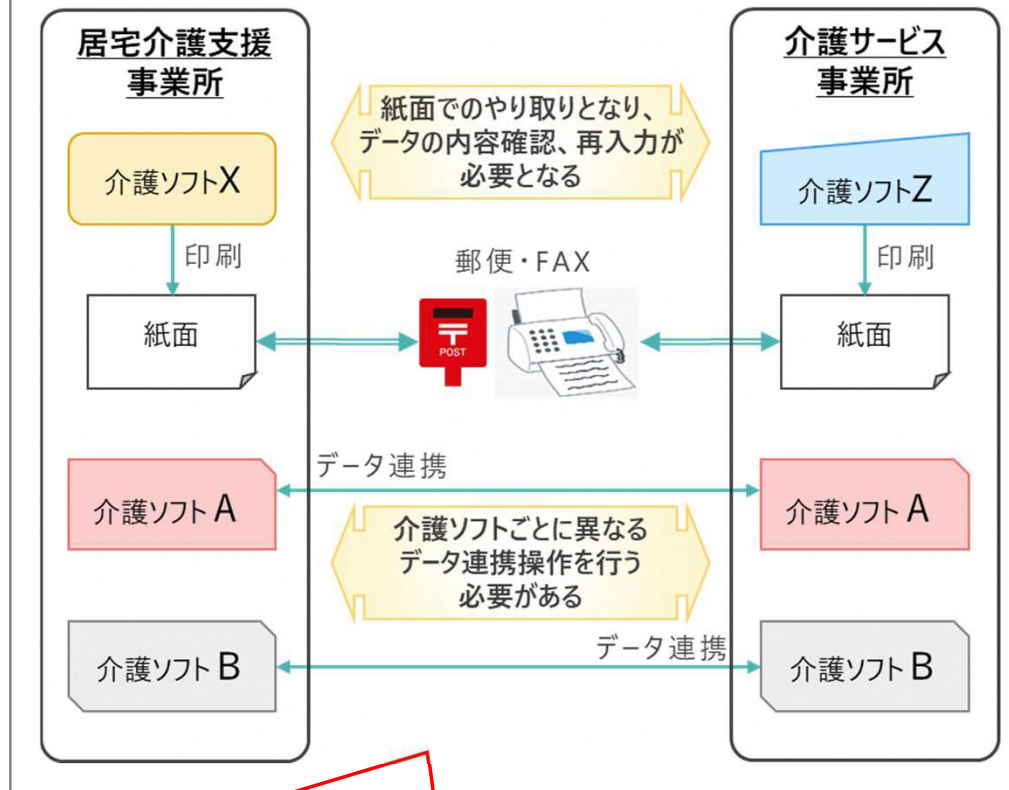 居宅介護支援
事業所
介護サービス
事業所
紙面でのやり取りとなり、
データの内容確認、再入力が
必要となる
介護ソフトX
介護ソフトZ
印刷
郵便・FAX
印刷
紙面
〒
POST
紙面
データ連携
介護ソフト A
介護ソフト A
介護ソフトごとに異なる
データ連携操作を行う
必要がある
データ連携
介護ソフト B
介護ソフト B